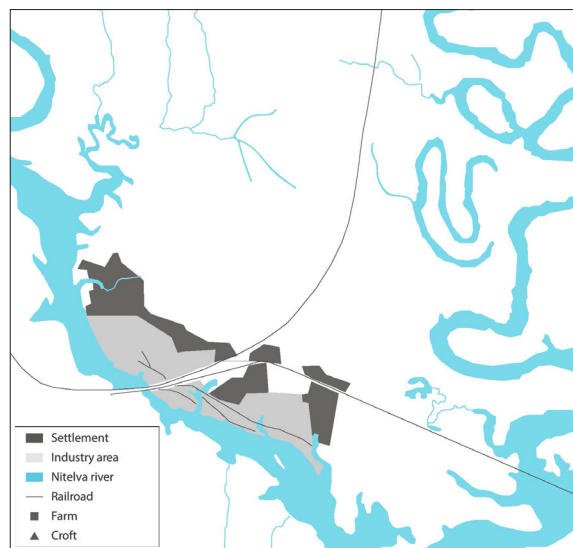 Settlement
Industry area
Nitelva river
Railroad
Farm
Croft